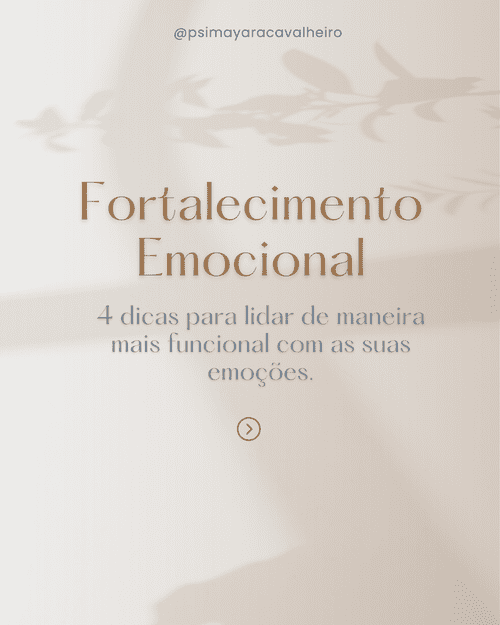 @psimayaracavalheiro
Fortalecimento
Emocional
4 dicas para lidar de maneira
mais funcional com as suas
emoções.